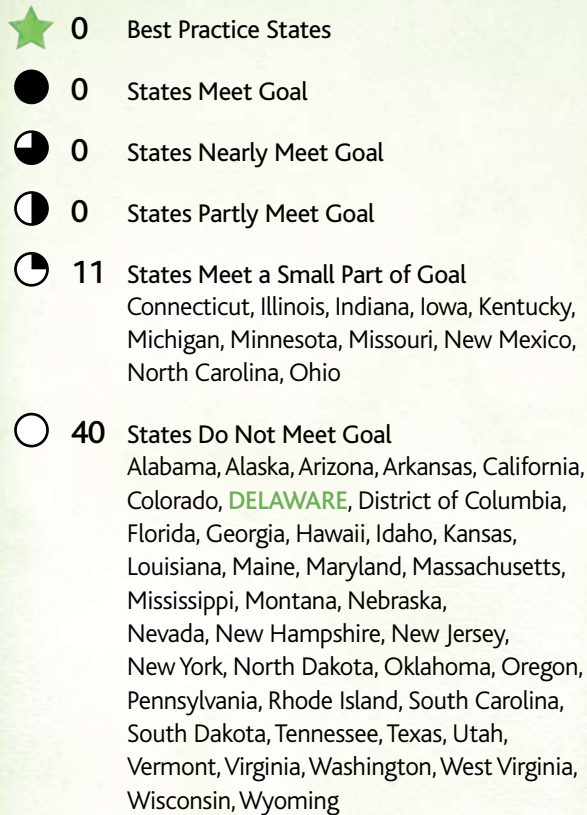 0 Best Practice States
0 States Meet Goal
0 States Nearly Meet Goal
0 States Partly Meet Goal
11 States Meet a Small Part of Goal
Connecticut, Illinois, Indiana, Iowa, Kentucky,
Michigan, Minnesota, Missouri, New Mexico,
North Carolina, Ohio
40 States Do Not Meet Goal
Alabama, Alaska, Arizona, Arkansas, California,
Colorado, DELAWARE, District of Columbia,
Florida, Georgia, Hawaii, Idaho, Kansas,
Louisiana, Maine, Maryland, Massachusetts,
Mississippi, Montana, Nebraska,
Nevada, New Hampshire, New Jersey,
New York, North Dakota, Oklahoma, Oregon,
Pennsylvania, Rhode Island, South Carolina,
South Dakota, Tennessee, Texas, Utah,
Vermont, Virginia, Washington, West Virginia,
Wisconsin, Wyoming